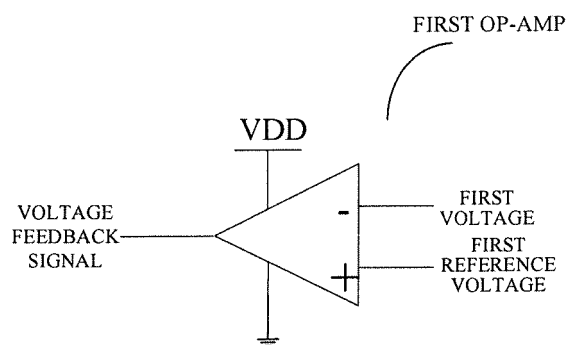 FIRST OP-AMP
VDD
VOLTAGE
FEEDBACK
SIGNAL
-
+
FIRST
VOLTAGE
FIRST
REFERENCE
VOLTAGE